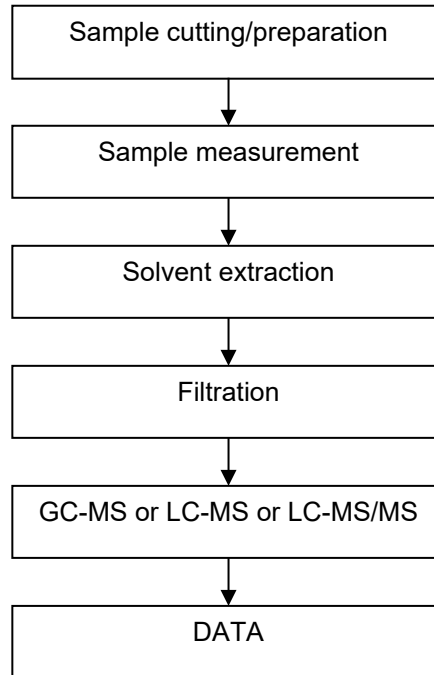 Sample cutting/preparation
Sample measurement
Solvent extraction
Filtration
GC-MS or LC-MS or LC-MS/MS
DATA